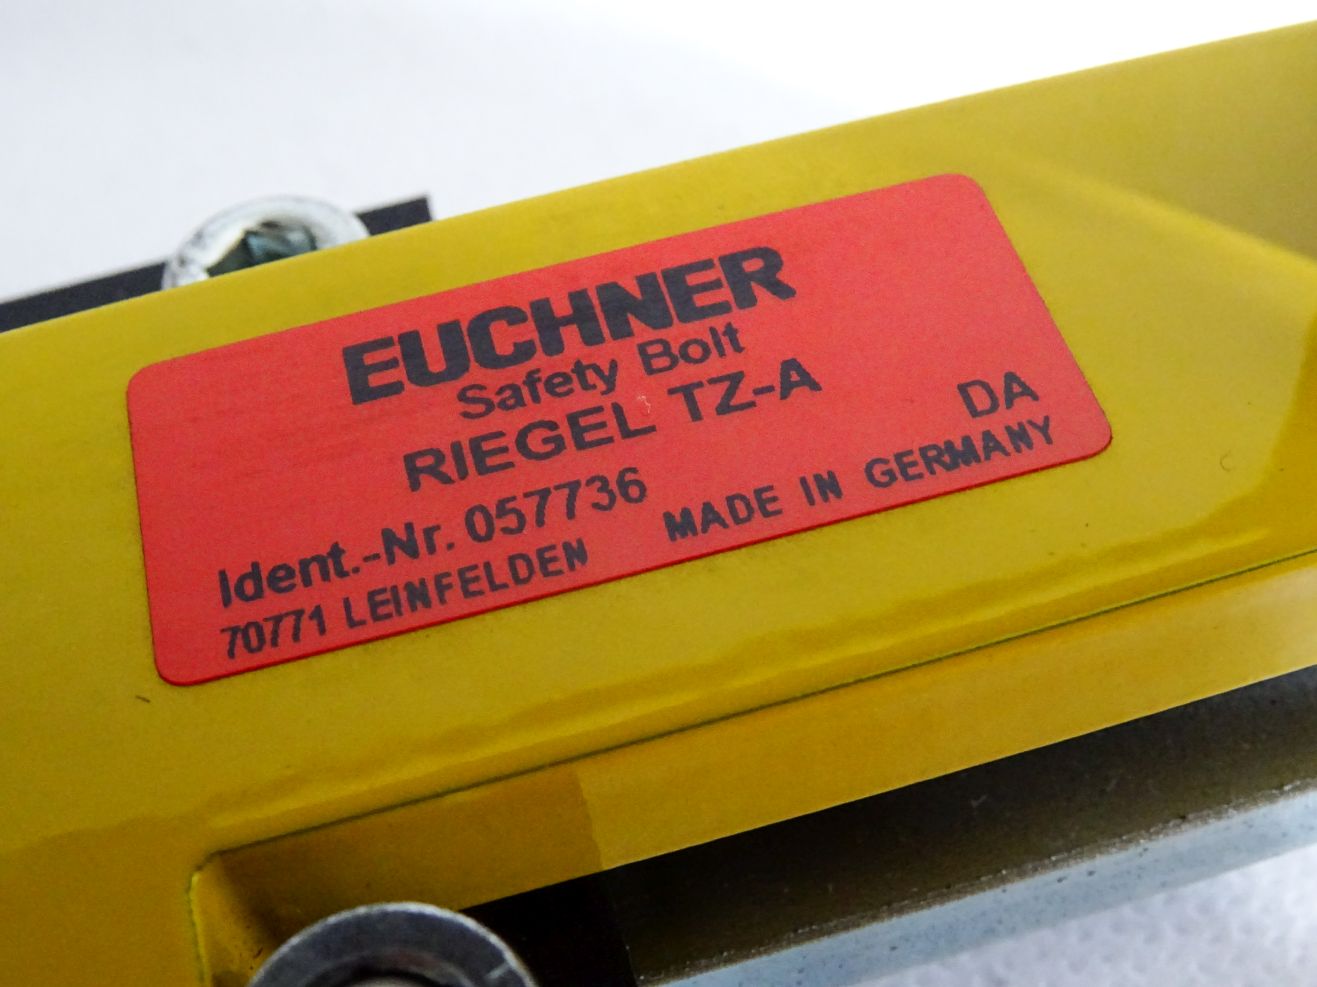 EUCHNER
Safety Bolt
RIEGEL TZ-A
DA
Ident.-Nr. 057736
70771 LEINFELDEN MADE IN GERMANY